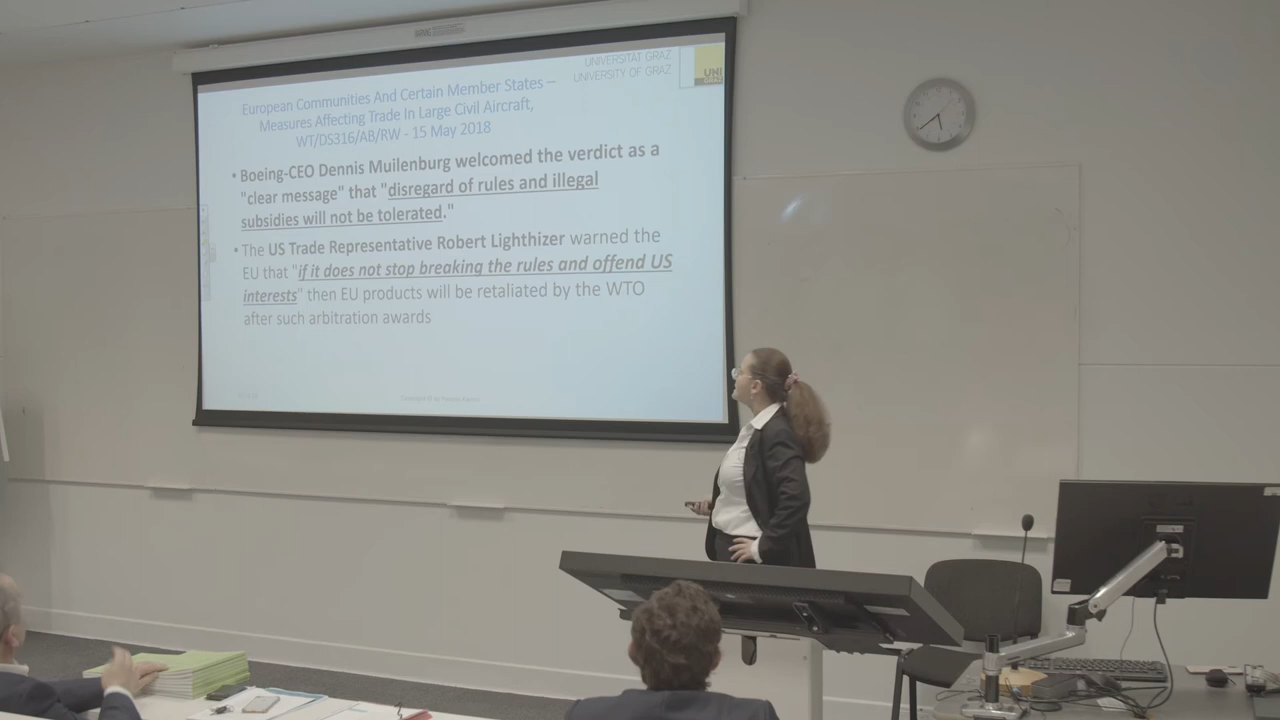 UNIVERSITÄT GRAZ
UNIVERSITY OF GRAZ
UNI
GRAZ
European Communities And Certain Member States –
Measures Affecting Trade In Large Civil Aircraft,
WT/DS316/AB/RW - 15 May 2018
• Boeing-CEO Dennis Muilenburg welcomed the verdict as a
"clear message" that "disregard of rules and illegal
subsidies will not be tolerated."
• The US Trade Representative Robert Lighthizer warned the
EU that "if it does not stop breaking the rules and offend US
interests" then EU products will be retaliated by the WTO
after such arbitration awards